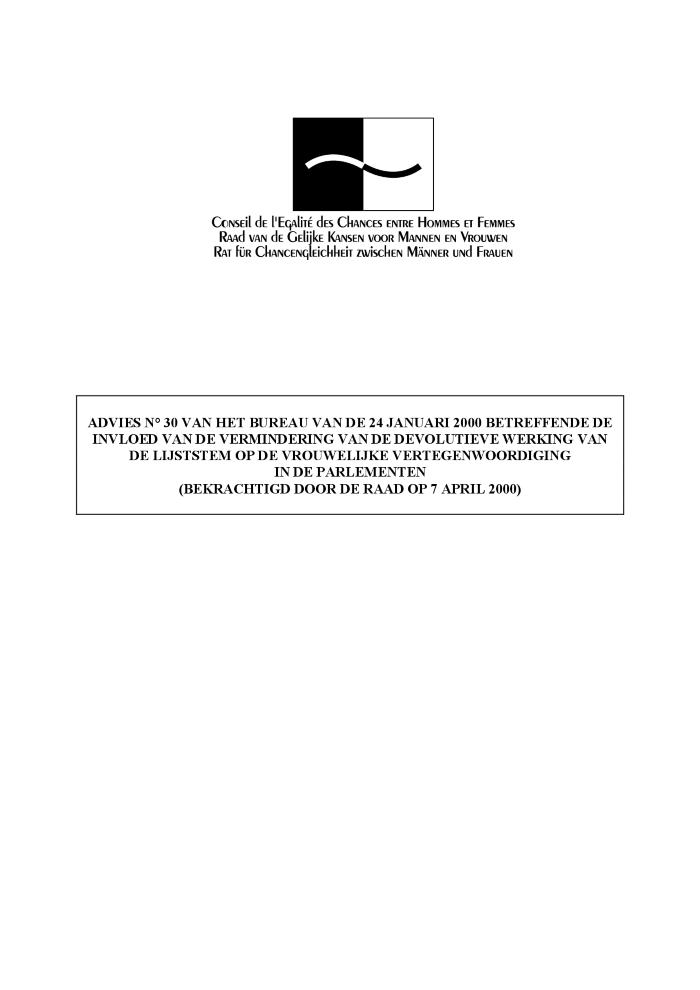 Conseil de l'Egalité des Chances entre Hommes et Femmes
Raad van de Gelijke Kansen voor Mannen en Vrouwen
Rat für Chancengleichheit zwischen Männer und Frauen
ADVIES N° 30 VAN HET BUREAU VAN DE 24 JANUARI 2000 BETREFFENDE DE
INVLOED VAN DE VERMINDERING VAN DE DEVOLUTIEVE WERKING VAN
DE LIJSTSTEM OP DE VROUWELIJKE VERTEGENWOORDIGING
IN DE PARLEMENTEN
(BEKRACHTIGD DOOR DE RAAD OP 7 APRIL 2000)